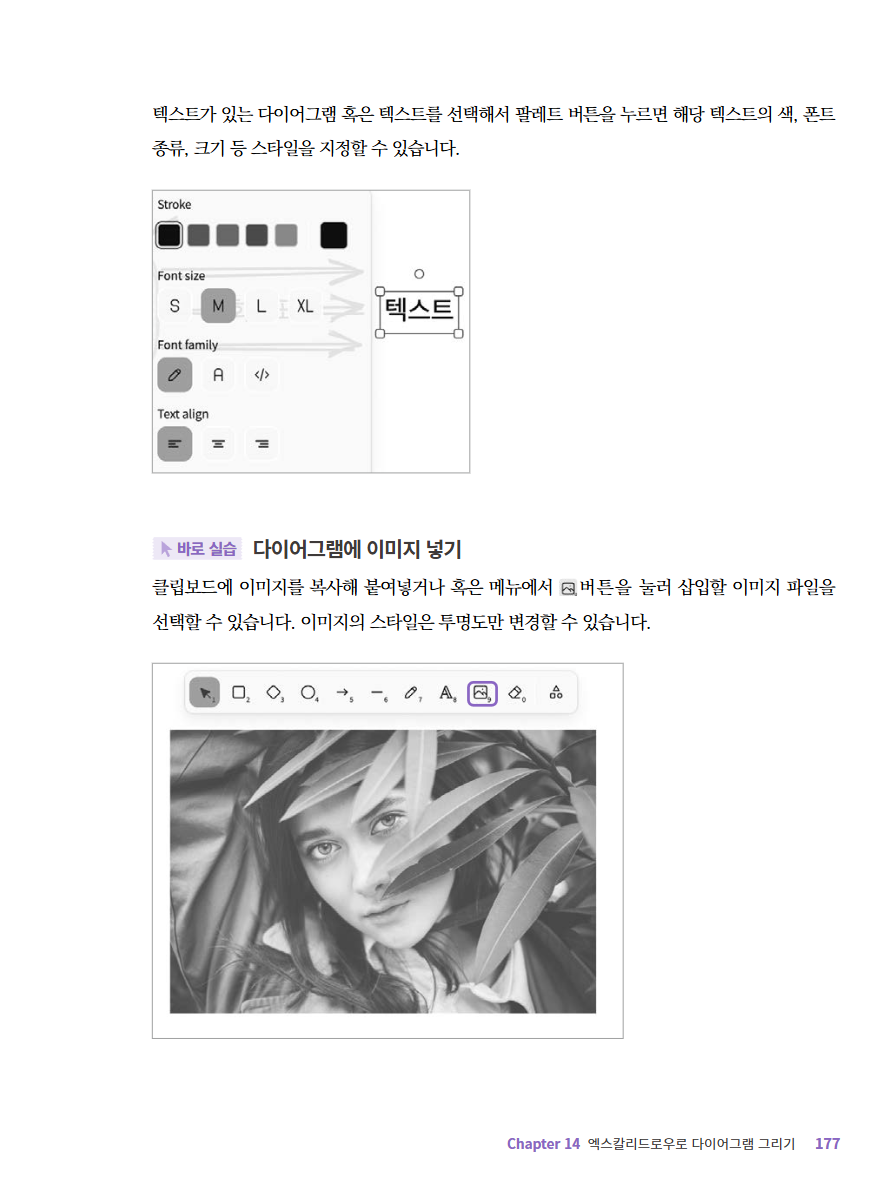 텍스트가 있는 다이어그램 혹은 텍스트를 선택해서 팔레트 버튼을 누르면 해당 텍스트의 색, 폰트
종류, 크기 등 스타일을 지정할 수 있습니다.
Stroke
Font size
S M L XL
텍스트
Font family
A </>
Text align
바로 실습 다이어그램에 이미지 넣기
클립보드에 이미지를 복사해 붙여넣거나 혹은 메뉴에서 버튼을 눌러 삽입할 이미지 파일을
선택할 수 있습니다. 이미지의 스타일은 투명도만 변경할 수 있습니다.
1 2 3 4 5 6 7 A 8 9 0
Chapter 14 엑스칼리드로우로 다이어그램 그리기 177